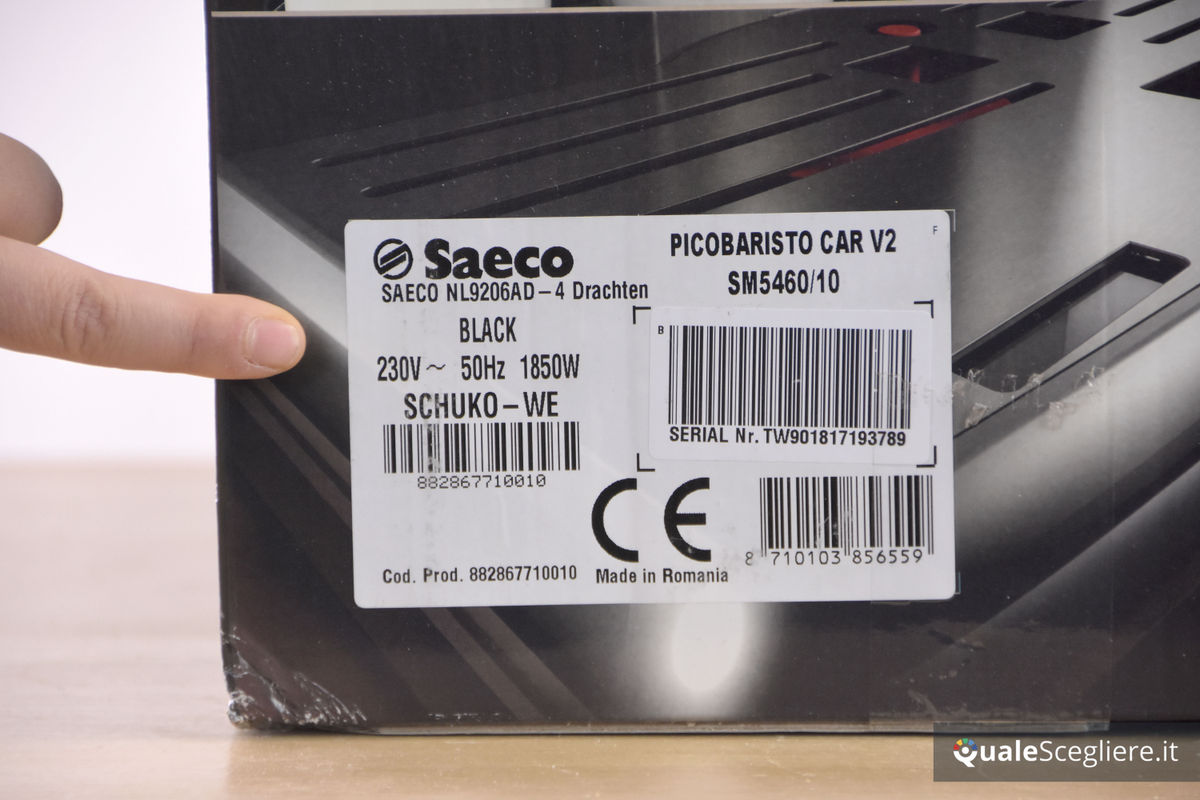 Saeco
SAECO NL9206AD – 4 Drachten
BLACK
230V ~ 50Hz 1850W
SCHUKO – WE
882867710010
Cod. Prod. 882867710010
PICOBARISTO CAR V2
SM5460/10
F
B
SERIAL Nr. TW901817193789
CE
8 710103 856559
Made in Romania
QualeScegliere.it